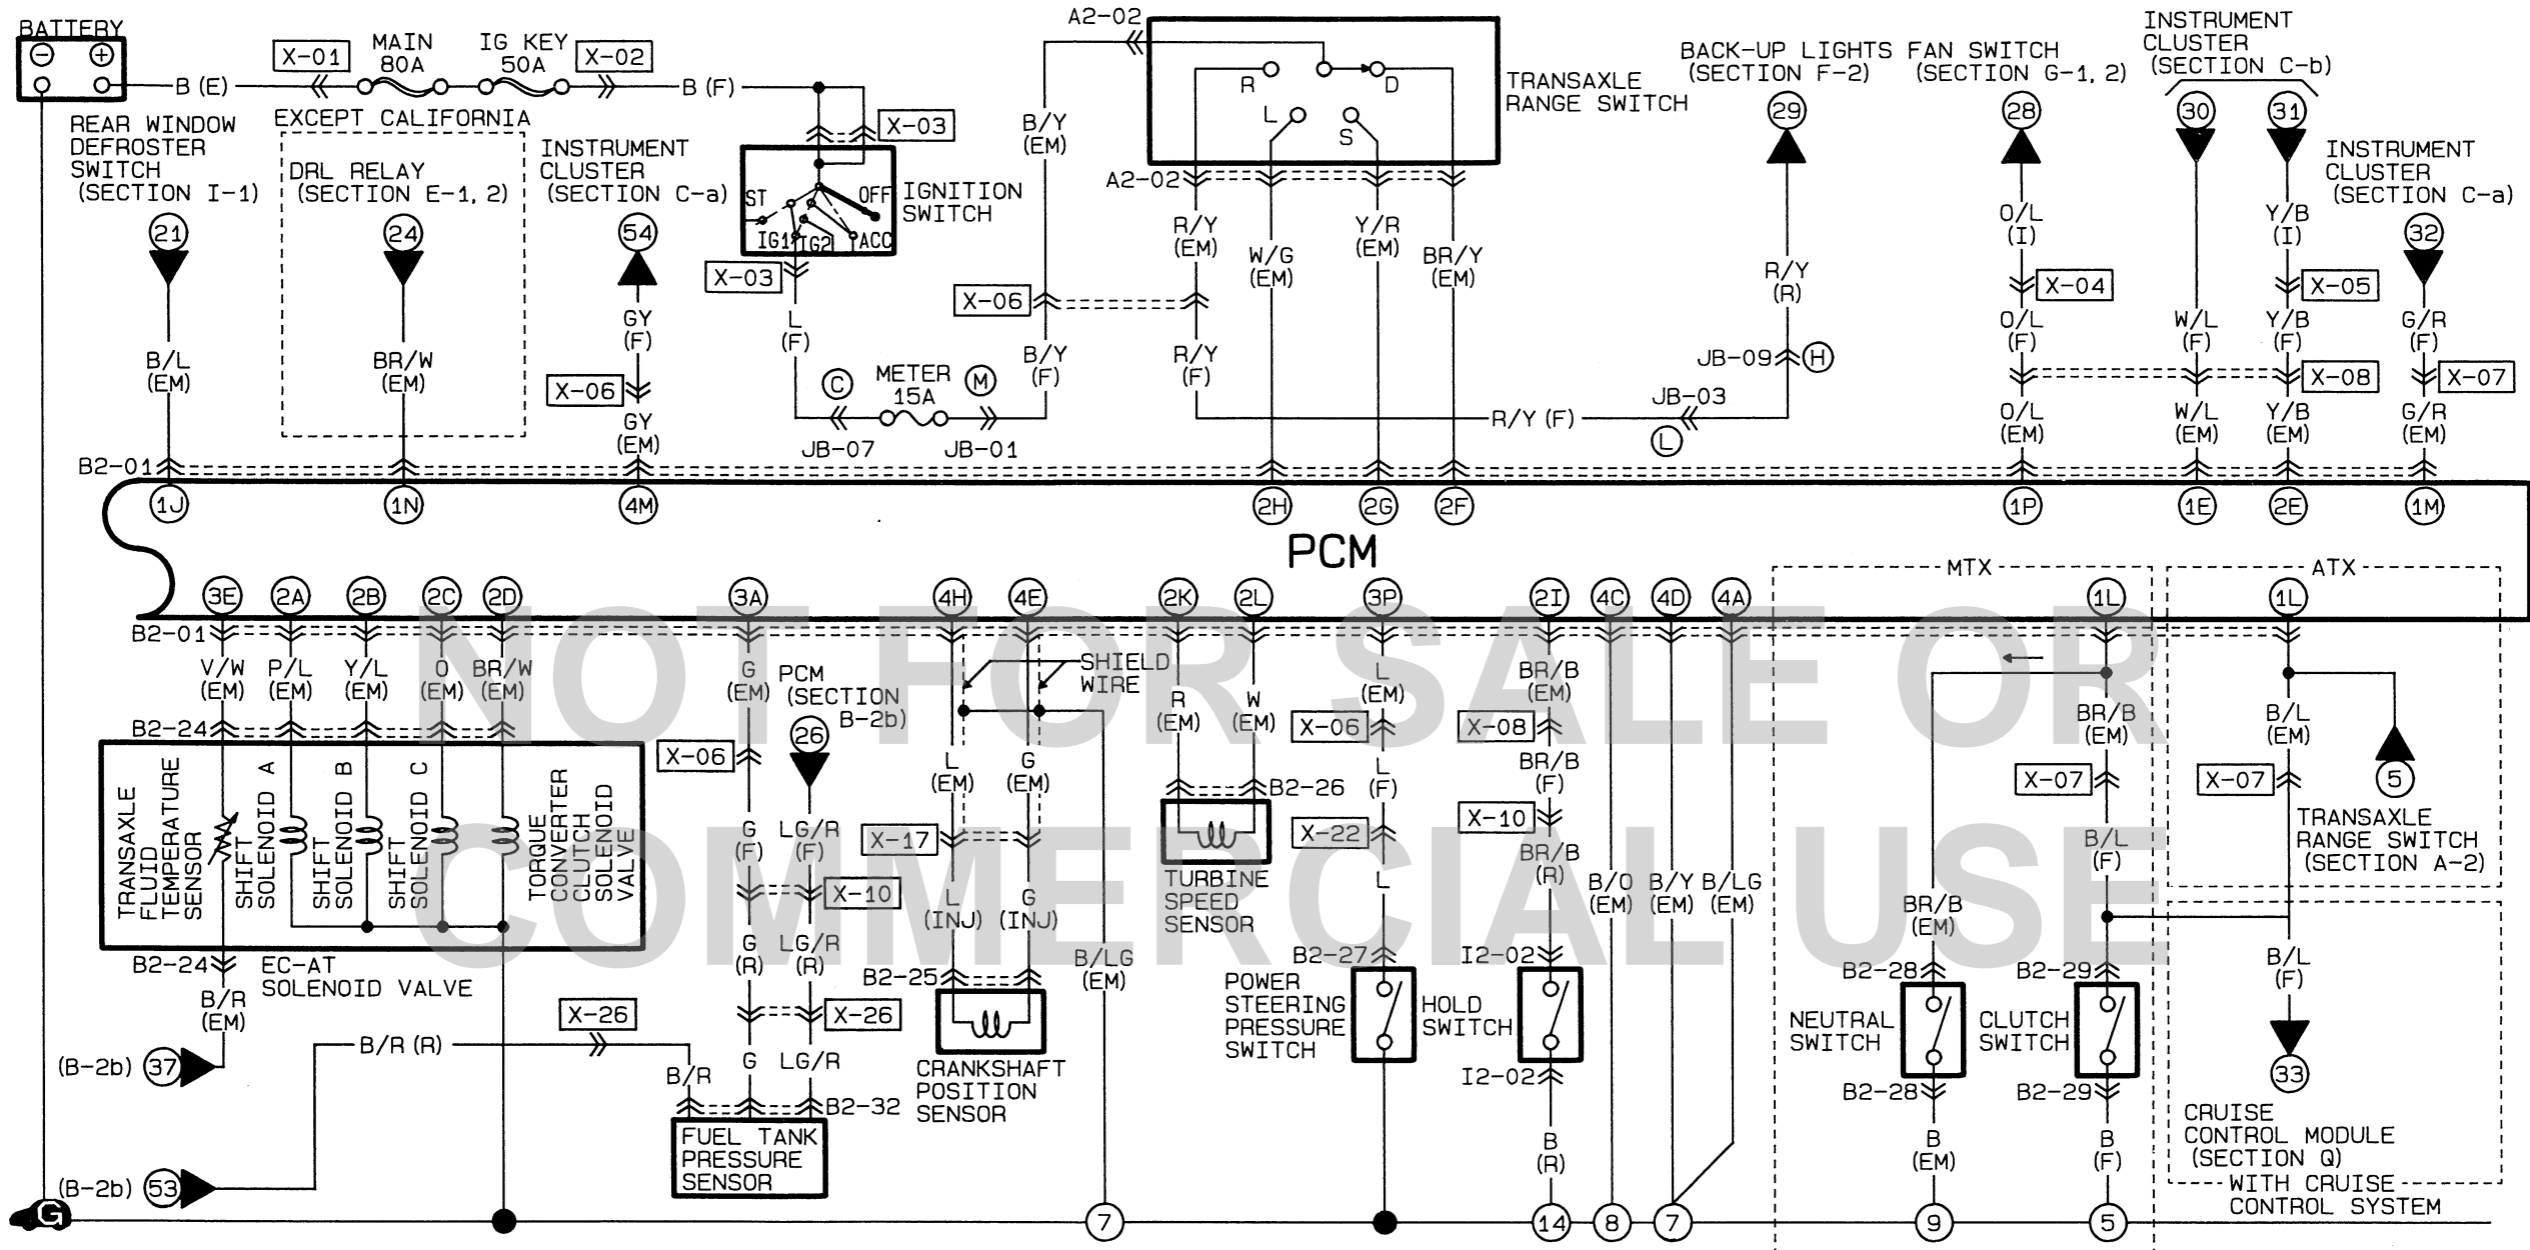 BATTERY
B (E)
X-01
MAIN
80A
IG KEY
50A
X-02
B (F)
X-03
EXCEPT CALIFORNIA
REAR WINDOW
DEFROSTER
SWITCH
(SECTION I-1)
21
B/L
(EM)
DRL RELAY
(SECTION E-1, 2)
24
BR/W
(EM)
INSTRUMENT
CLUSTER
(SECTION C-a)
54
GY
(F)
X-06
GY
(EM)
ST
OFF
IG1
IG2
ACC
IGNITION
SWITCH
X-03
L
(F)
C
METER
15A
M
JB-07
JB-01
A2-02
B/Y
(EM)
X-06
B/Y
(F)
R
D
L
S
TRANSAXLE
RANGE SWITCH
A2-02
R/Y
(EM)
W/G
(EM)
Y/R
(EM)
BR/Y
(EM)
R/Y
(F)
R/Y (F)
JB-03
L
BACK-UP LIGHTS
(SECTION F-2)
29
R/Y
(R)
JB-09
H
FAN SWITCH
(SECTION G-1, 2)
28
O/L
(I)
X-04
O/L
(F)
O/L
(EM)
INSTRUMENT
CLUSTER
(SECTION C-b)
30
31
W/L
(F)
W/L
(EM)
Y/B
(I)
X-05
Y/B
(F)
X-08
Y/B
(EM)
INSTRUMENT
CLUSTER
(SECTION C-a)
32
G/R
(F)
X-07
G/R
(EM)
B2-01
1J
1N
4M
2H
2G
2F
1P
1E
2E
1M
PCM
3E
2A
2B
2C
2D
3A
4H
4E
2K
2L
3P
2I
4C
4D
4A
MTX
1L
ATX
1L
B2-01
V/W
(EM)
P/L
(EM)
Y/L
(EM)
O
(EM)
BR/W
(EM)
B2-24
TRANSAXLE
FLUID
TEMPERATURE
SENSOR
SHIFT
SOLENOID A
SHIFT
SOLENOID B
SHIFT
SOLENOID C
TORQUE
CONVERTER
CLUTCH
SOLENOID
VALVE
B2-24
EC-AT
SOLENOID VALVE
B/R
(EM)
(B-2b)
37
B/R (R)
X-26
B/R
(B-2b)
53
G
(EM)
X-06
G
(F)
PCM
(SECTION
B-2b)
26
LG/R
(F)
X-10
G
(R)
LG/R
(R)
X-26
G
LG/R
B2-32
FUEL TANK
PRESSURE
SENSOR
SHIELD
WIRE
L
(EM)
G
(EM)
X-17
L
(INJ)
G
(INJ)
B2-25
CRANKSHAFT
POSITION
SENSOR
B/LG
(EM)
R
(EM)
W
(EM)
B2-26
TURBINE
SPEED
SENSOR
L
(EM)
X-06
L
(F)
X-22
L
B2-27
POWER
STEERING
PRESSURE
SWITCH
BR/B
(EM)
X-08
BR/B
(F)
X-10
BR/B
(R)
I2-02
HOLD
SWITCH
I2-02
B
(R)
B/O
(EM)
B/Y
(EM)
B/LG
(EM)
BR/B
(EM)
B2-28
NEUTRAL
SWITCH
B2-28
B
(EM)
BR/B
(EM)
X-07
B/L
(F)
B2-29
CLUTCH
SWITCH
B2-29
B
(F)
B/L
(EM)
X-07
5
TRANSAXLE
RANGE SWITCH
(SECTION A-2)
B/L
(F)
33
CRUISE
CONTROL MODULE
(SECTION Q)
WITH CRUISE
CONTROL SYSTEM
G
7
14
8
7
9
5
NOT FOR SALE OR
COMMERCIAL USE